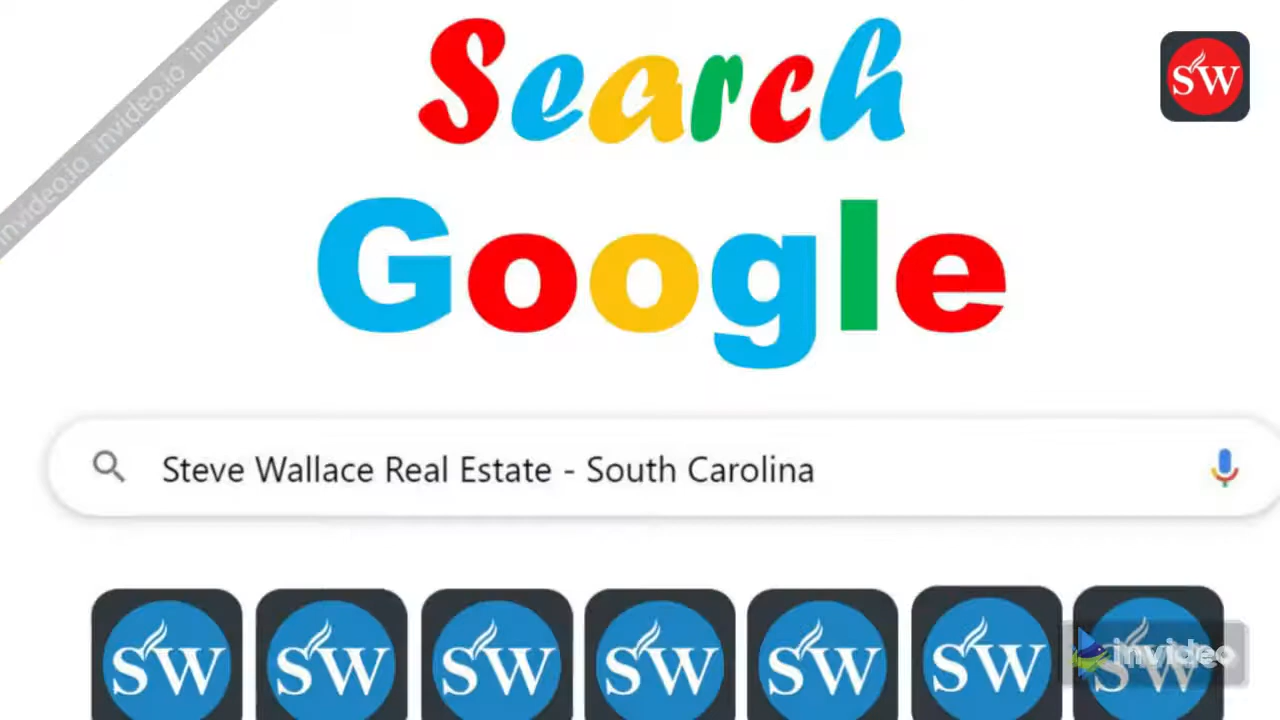 invideo.io invideo.io invideo.io
Search
SW
Google
Steve Wallace Real Estate - South Carolina
SW SW SW SW SW SW SW
invideo